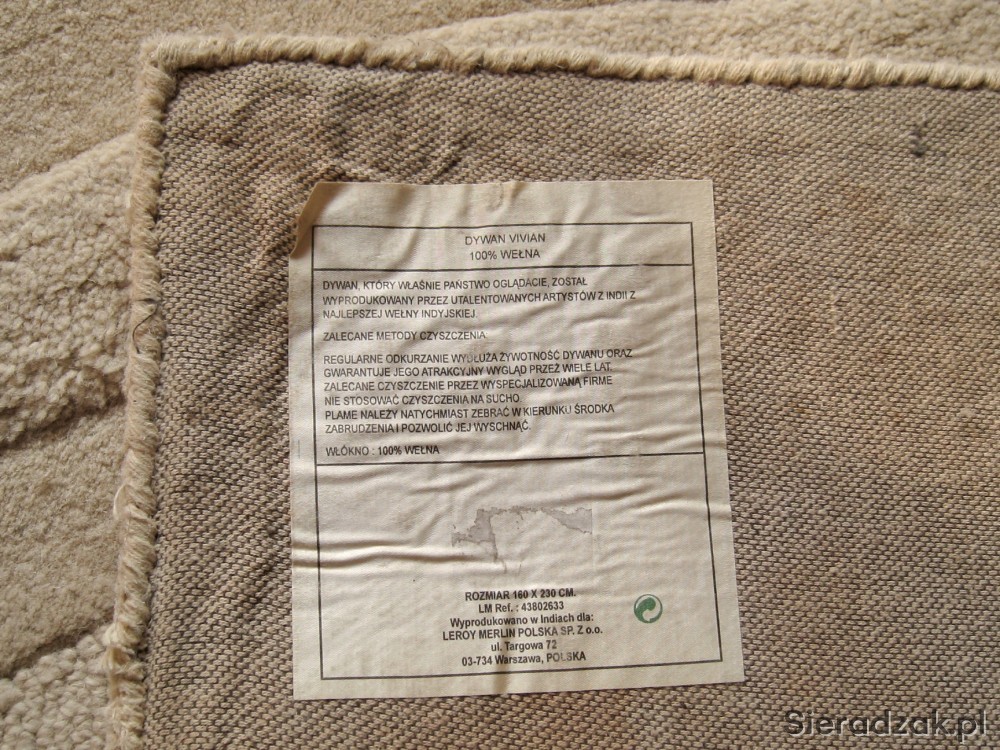 DYWAN VIVIAN
100% WEŁNA
DYWAN, KTÓRY WŁAŚNIE PAŃSTWO OGLĄDACIE, ZOSTAŁ
WYPRODUKOWANY PRZEZ UTALENTOWANYCH ARTYSTÓW Z INDII Z
NAJLEPSZEJ WEŁNY INDYJSKIEJ.
ZALECANE METODY CZYSZCZENIA:
REGULARNE ODKURZANIE WYDŁUŻA ŻYWOTNOŚĆ DYWANU ORAZ
GWARANTUJE JEGO ATRAKCYJNY WYGLĄD PRZEZ WIELE LAT.
ZALECANE CZYSZCZENIE PRZEZ WYSPECJALIZOWANĄ FIRME
NIE STOSOWAĆ CZYSZCZENIA NA SUCHO.
PLAME NALEŻY NATYCHMIAST ZEBRAĆ W KIERUNKU ŚRODKA
ZABRUDZENIA I POZWOLIĆ JEJ WYSCHNĄĆ.
WŁÓKNO : 100% WEŁNA
ROZMIAR 160 X 230 CM.
LM Ref. : 43802633
Wyprodukowano w Indiach dla:
LEROY MERLIN POLSKA SP. Z o.o.
ul. Targowa 72
03-734 Warszawa, POLSKA
Sieradzak.pl